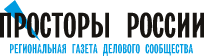 ПРОСТОРЫ РОССИИ
РЕГИОНАЛЬНАЯ ГАЗЕТА ДЕЛОВОГО СООБЩЕСТВА